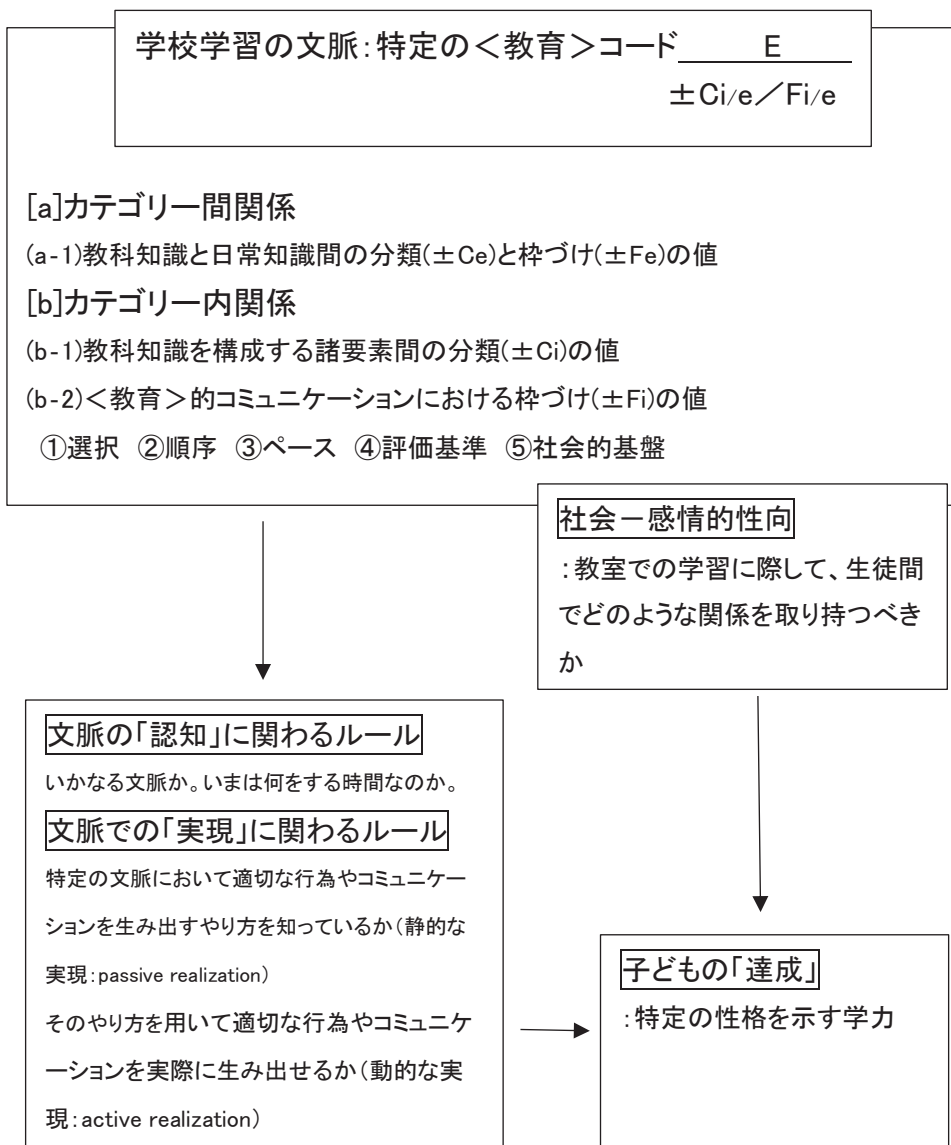 学校学習の文脈：特定の＜教育＞コード　E
±Ci/e／Fi/e
[a]カテゴリー間関係
(a-1)教科知識と日常知識間の分類(±Ce)と枠づけ(±Fe)の値
[b]カテゴリー内関係
(b-1)教科知識を構成する諸要素間の分類(±Ci)の値
(b-2)＜教育＞的コミュニケーションにおける枠づけ(±Fi)の値
①選択　②順序　③ペース　④評価基準　⑤社会的基盤
社会－感情的性向
：教室での学習に際して、生徒間
でどのような関係を取り持つべき
か
文脈の「認知」に関わるルール
いかなる文脈か。いまは何をする時間なのか。
文脈での「実現」に関わるルール
特定の文脈において適切な行為やコミュニケー
ションを生み出すやり方を知っているか（静的な
実現：passive realization）
そのやり方を用いて適切な行為やコミュニケ
ーションを実際に生み出せるか（動的な実
現：active realization）
子どもの「達成」
：特定の性格を示す学力